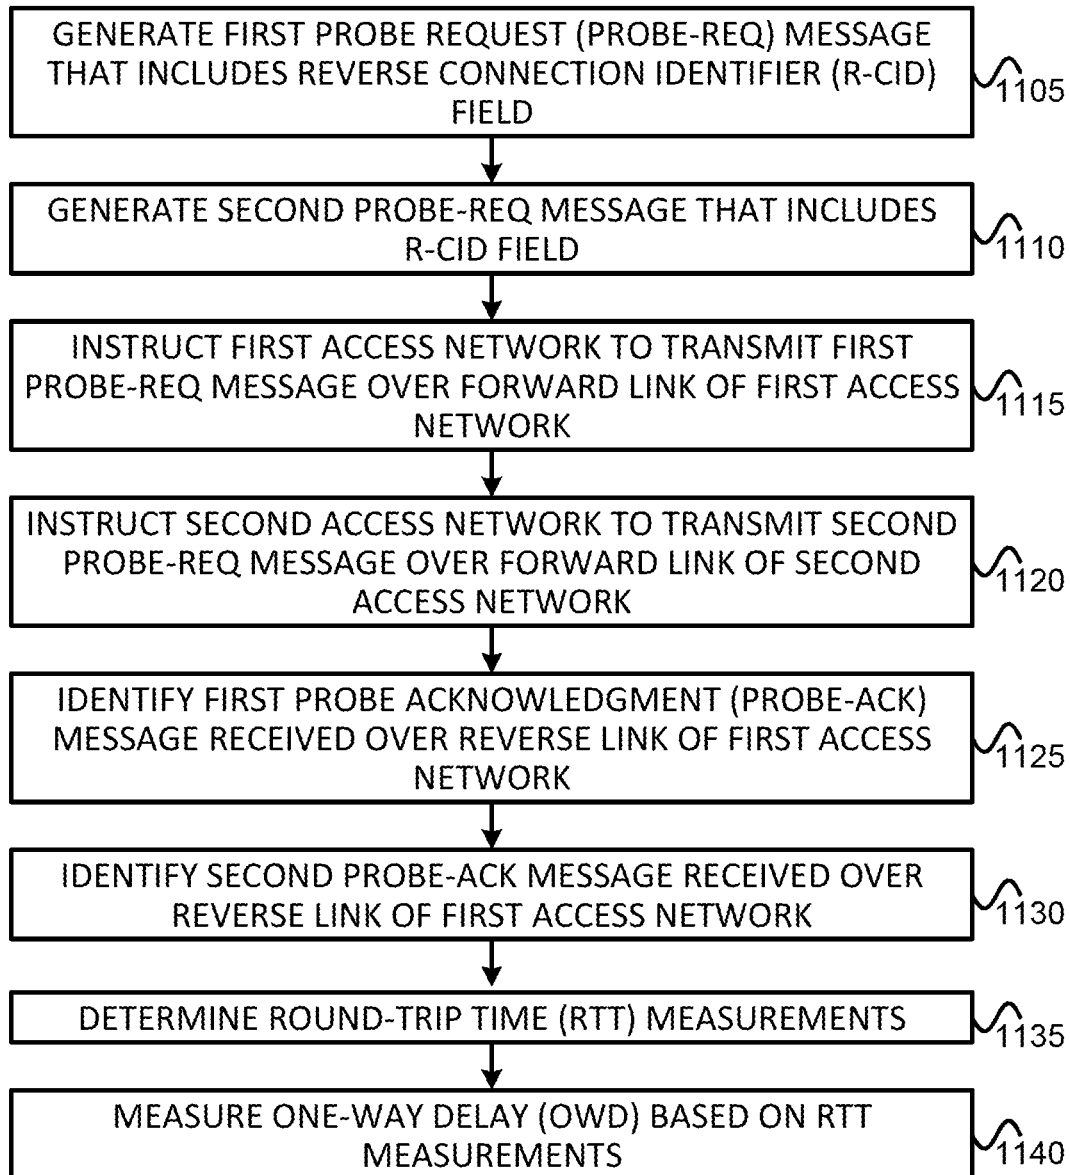 GENERATE FIRST PROBE REQUEST (PROBE-REQ) MESSAGE
THAT INCLUDES REVERSE CONNECTION IDENTIFIER (R-CID)
FIELD
1105
GENERATE SECOND PROBE-REQ MESSAGE THAT INCLUDES
R-CID FIELD
1110
INSTRUCT FIRST ACCESS NETWORK TO TRANSMIT FIRST
PROBE-REQ MESSAGE OVER FORWARD LINK OF FIRST ACCESS
NETWORK
1115
INSTRUCT SECOND ACCESS NETWORK TO TRANSMIT SECOND
PROBE-REQ MESSAGE OVER FORWARD LINK OF SECOND
ACCESS NETWORK
1120
IDENTIFY FIRST PROBE ACKNOWLEDGMENT (PROBE-ACK)
MESSAGE RECEIVED OVER REVERSE LINK OF FIRST ACCESS
NETWORK
1125
IDENTIFY SECOND PROBE-ACK MESSAGE RECEIVED OVER
REVERSE LINK OF FIRST ACCESS NETWORK
1130
DETERMINE ROUND-TRIP TIME (RTT) MEASUREMENTS
1135
MEASURE ONE-WAY DELAY (OWD) BASED ON RTT
MEASUREMENTS
1140